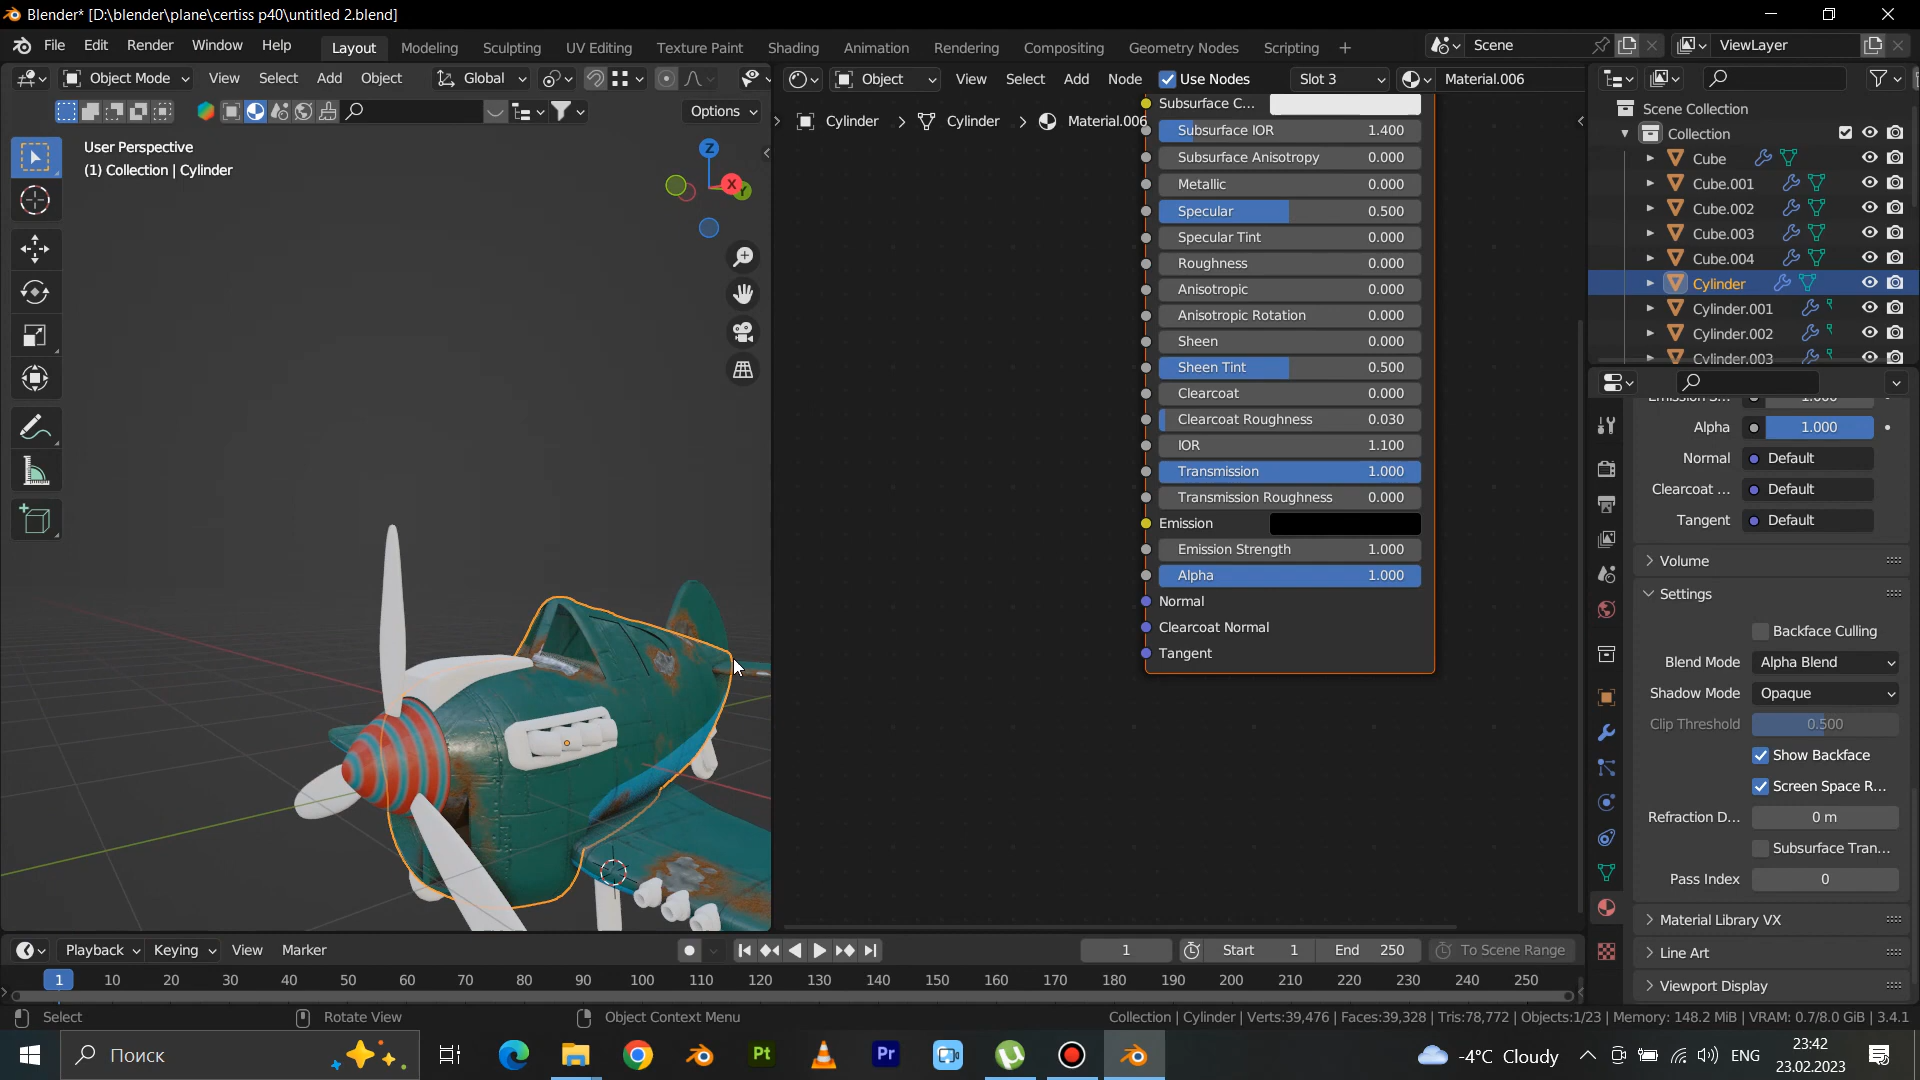 Blender* [D:\blender\plane\certiss p40\untitled 2.blend]
File Edit Render Window Help Layout Modeling Sculpting UV Editing Texture Paint Shading Animation Rendering Compositing Geometry Nodes Scripting Scene ViewLayer
Object Mode View Select Add Object Global Object View Select Add Node Use Nodes Slot 3 Material.006
Options
Cylinder Cylinder Material.006
User Perspective
(1) Collection | Cylinder
Z
X
Y
Subsurface C...
Subsurface IOR 1.400
Subsurface Anisotropy 0.000
Metallic 0.000
Specular 0.500
Specular Tint 0.000
Roughness 0.000
Anisotropic 0.000
Anisotropic Rotation 0.000
Sheen 0.000
Sheen Tint 0.500
Clearcoat 0.000
Clearcoat Roughness 0.030
IOR 1.100
Transmission 1.000
Transmission Roughness 0.000
Emission
Emission Strength 1.000
Alpha 1.000
Normal
Clearcoat Normal
Tangent
Scene Collection
Collection
Cube
Cube.001
Cube.002
Cube.003
Cube.004
Cylinder
Cylinder.001
Cylinder.002
Cylinder.003
Emission S... 1.000
Alpha 1.000
Normal Default
Clearcoat ... Default
Tangent Default
Volume
Settings
Backface Culling
Blend Mode Alpha Blend
Shadow Mode Opaque
Clip Threshold 0.500
Show Backface
Screen Space R...
Refraction D... 0 m
Subsurface Tran...
Pass Index 0
Material Library VX
Line Art
Viewport Display
Playback Keying View Marker 1 Start 1 End 250 To Scene Range
1 10 20 30 40 50 60 70 80 90 100 110 120 130 140 150 160 170 180 190 200 210 220 230 240 250
Select Rotate View Object Context Menu Collection | Cylinder | Verts:39,476 | Faces:39,328 | Tris:78,772 | Objects:1/23 | Memory: 148.2 MiB | VRAM: 0.7/8.0 GiB | 3.4.1
Поиск Pt Pr -4°C Cloudy ENG 23:42
23.02.2023